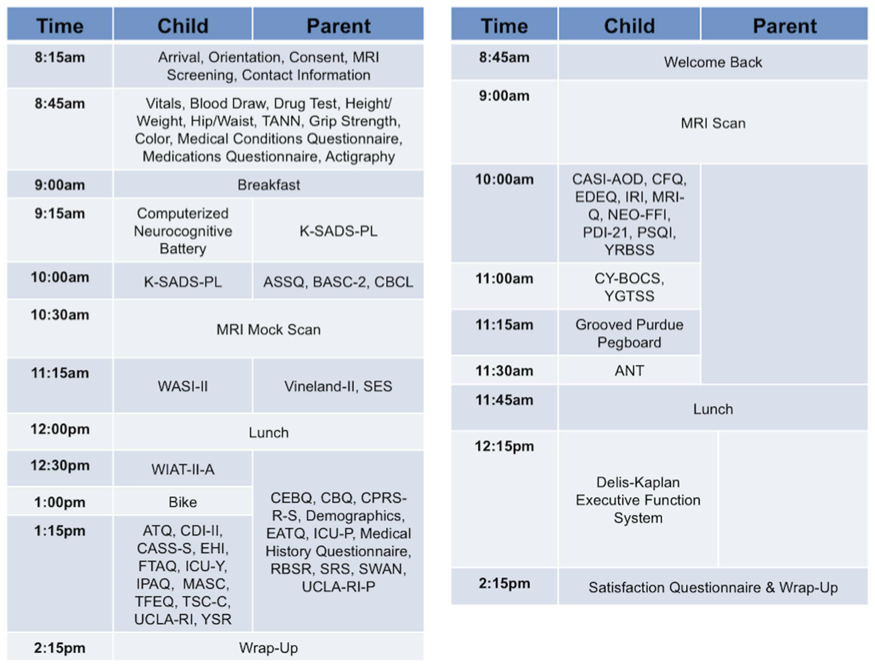 Time Child Parent
8:15am Arrival, Orientation, Consent, MRI
Screening, Contact Information
8:45am Vitals, Blood Draw, Drug Test, Height/
Weight, Hip/Waist, TANN, Grip Strength,
Color, Medical Conditions Questionnaire,
Medications Questionnaire, Actigraphy
9:00am Breakfast
9:15am Computerized
Neurocognitive
Battery
K-SADS-PL
10:00am K-SADS-PL ASSQ, BASC-2, CBCL
10:30am MRI Mock Scan
11:15am WASI-II Vineland-II, SES
12:00pm Lunch
12:30pm WIAT-II-A
1:00pm Bike
1:15pm ATQ, CDI-II,
CASS-S, EHI,
FTAQ, ICU-Y,
IPAQ, MASC,
TFEQ, TSC-C,
UCLA-RI, YSR
CEBQ, CBQ, CPRS-
R-S, Demographics,
EATQ, ICU-P, Medical
History Questionnaire,
RBSR, SRS, SWAN,
UCLA-RI-P
2:15pm Wrap-Up
Time Child Parent
8:45am Welcome Back
9:00am MRI Scan
10:00am CASI-AOD, CFQ,
EDEQ, IRI, MRI-
Q, NEO-FFI,
PDI-21, PSQI,
YRBSS
11:00am CY-BOCS,
YGTSS
11:15am Grooved Purdue
Pegboard
11:30am ANT
11:45am Lunch
12:15pm Delis-Kaplan
Executive Function
System
2:15pm Satisfaction Questionnaire & Wrap-Up